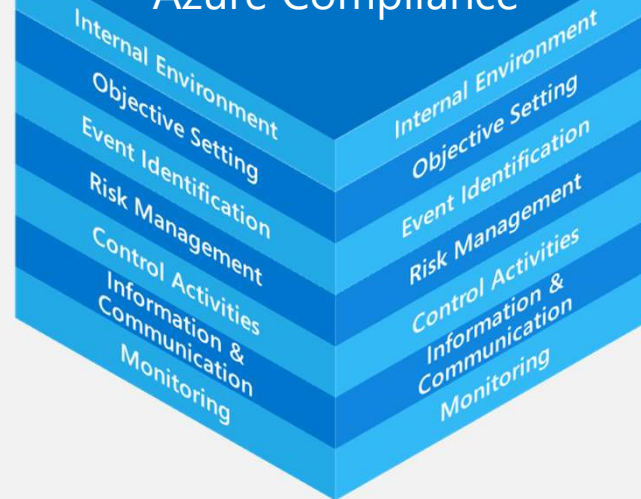 Azure Compliance
Internal Environment
Objective Setting
Event Identification
Risk Management
Control Activities
Information &
Communication
Monitoring
Internal Environment
Objective Setting
Event Identification
Risk Management
Control Activities
Information &
Communication
Monitoring